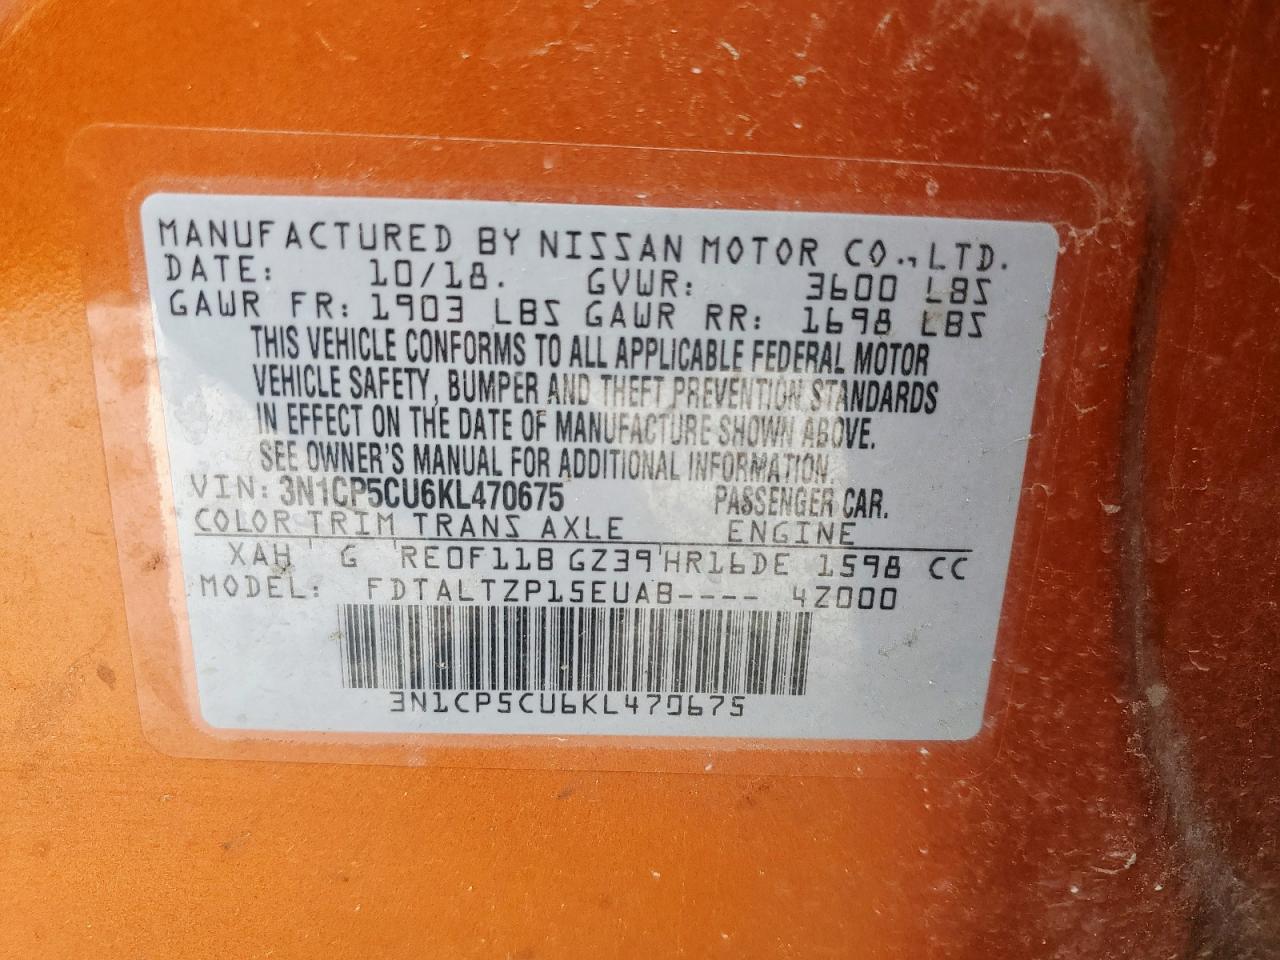 MANUFACTURED BY NISSAN MOTOR CO., LTD.
DATE: 10/18. GVWR: 3600 LBS
GAWR FR: 1903 LBS GAWR RR: 1698 LBS
THIS VEHICLE CONFORMS TO ALL APPLICABLE FEDERAL MOTOR
VEHICLE SAFETY, BUMPER AND THEFT PREVENTION STANDARDS
IN EFFECT ON THE DATE OF MANUFACTURE SHOWN ABOVE.
SEE OWNER'S MANUAL FOR ADDITIONAL INFORMATION.
VIN: 3N1CP5CU6KL470675 PASSENGER CAR.
COLOR TRIM TRANS AXLE ENGINE
XAH ' G ' RE0F11B GZ39'HR16DE 1598 CC
MODEL: FDTALTZP15EUAB---- 4Z000
3N1CP5CU6KL470675